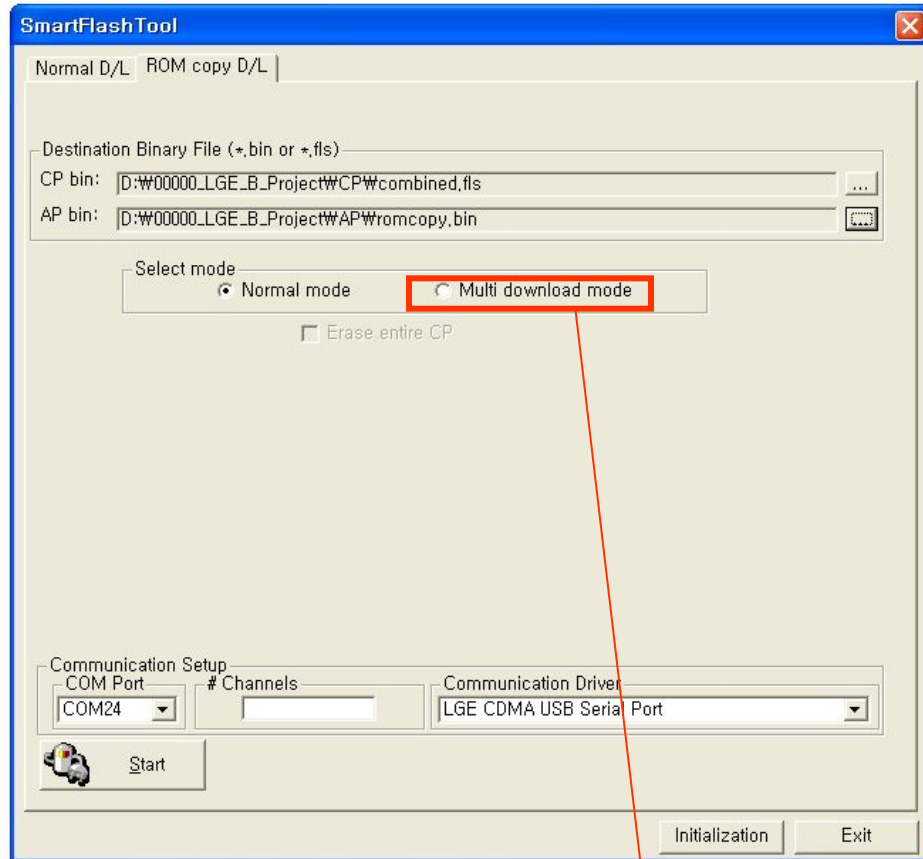 SmartFlashTool
Normal D/L ROM copy D/L
Destination Binary File (*,bin or *,fls)
CP bin: D:₩00000_LGE_B_Project₩CP₩combined,fls ...
AP bin: D:₩00000_LGE_B_Project₩AP₩romcopy,bin ...
Select mode
Normal mode Multi download mode
Erase entire CP
Communication Setup
COM Port # Channels Communication Driver
COM24 LGE CDMA USB Serial Port
Start
Initialization Exit